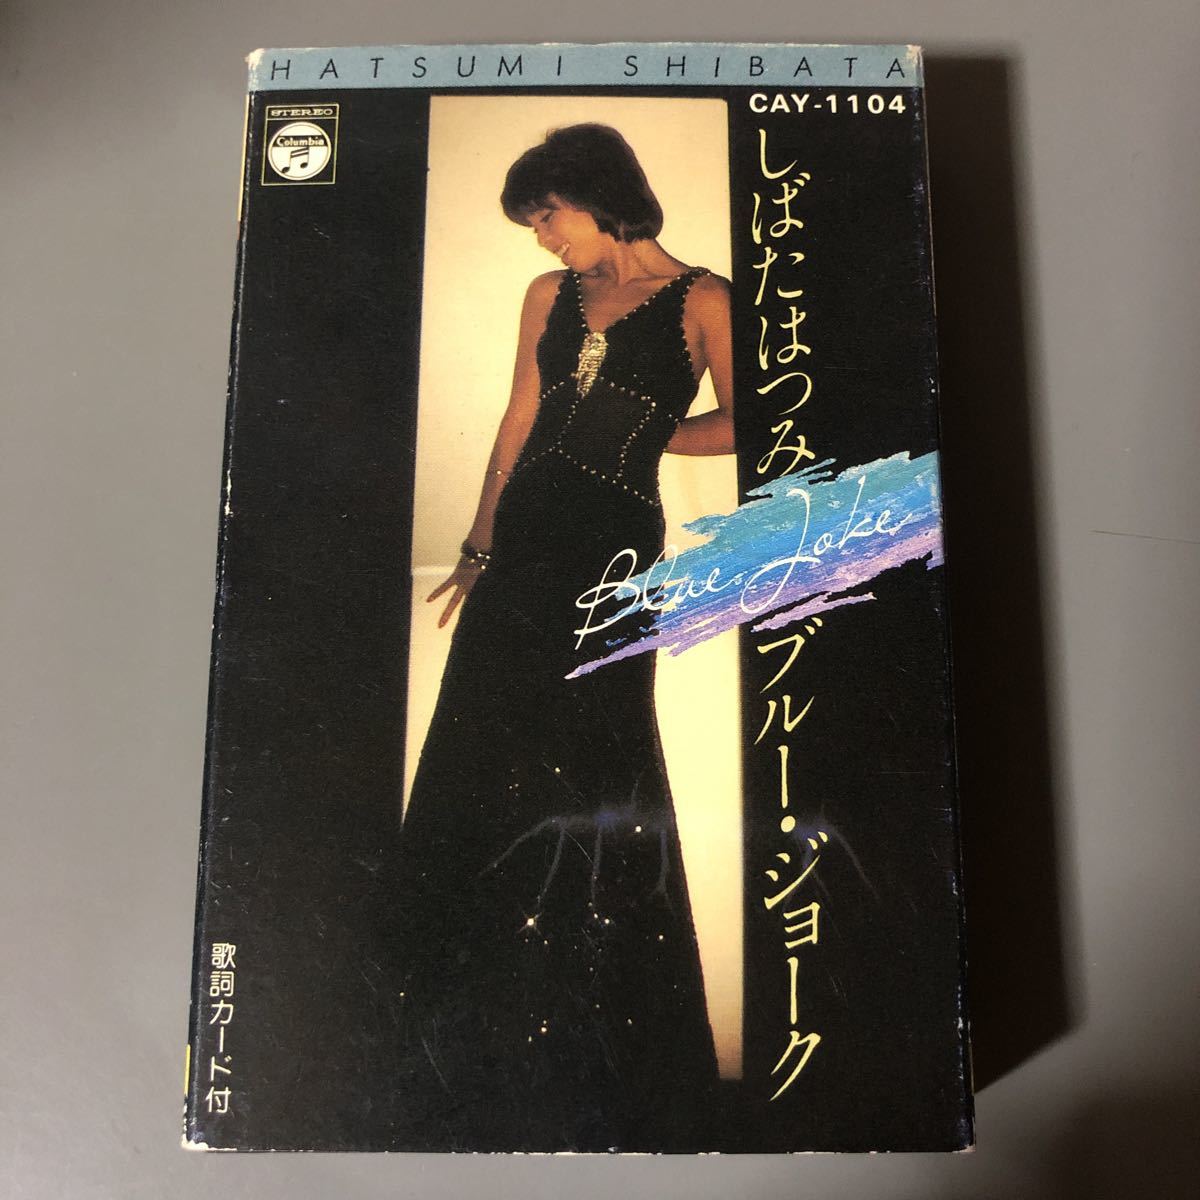 HATSUMI SHIBATA
STEREO
Columbia
CAY-1104
しばたはつみ
Blue Joke
ブルー・ジョーク
歌詞カード付